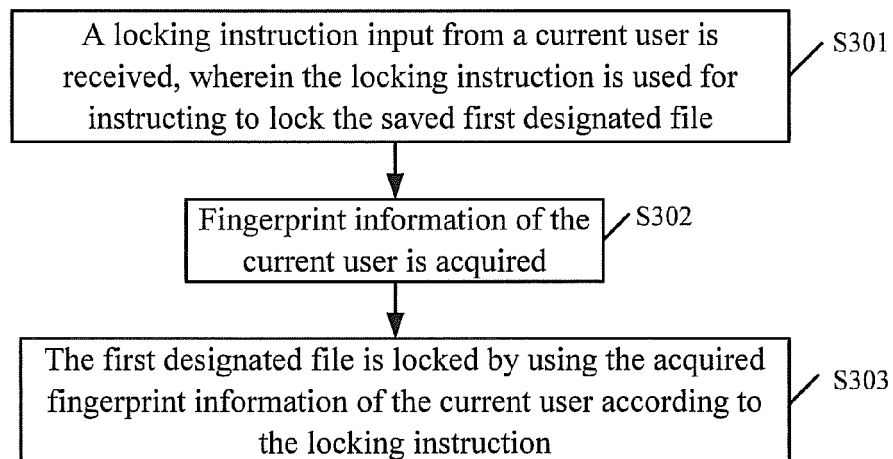 A locking instruction input from a current user is
received, wherein the locking instruction is used for
instructing to lock the saved first designated file
S301
Fingerprint information of the
current user is acquired
S302
The first designated file is locked by using the acquired
fingerprint information of the current user according to
the locking instruction
S303